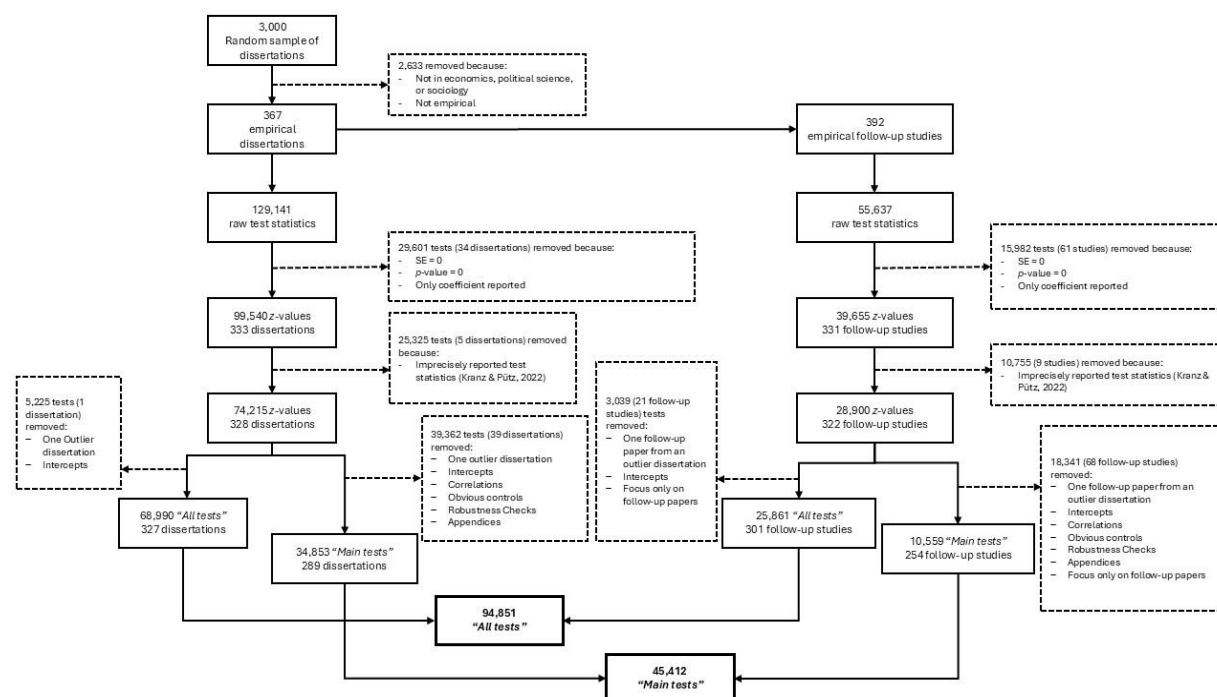 3,000
Random sample of
dissertations
2,633 removed because:
- Not in economics, political science,
or sociology
- Not empirical
367
empirical
dissertations
392
empirical follow-up studies
129,141
raw test statistics
55,637
raw test statistics
29,601 tests (34 dissertations) removed because:
- SE = 0
- p-value = 0
- Only coefficient reported
15,982 tests (61 studies) removed because:
- SE = 0
- p-value = 0
- Only coefficient reported
99,540 z-values
333 dissertations
39,655 z-values
331 follow-up studies
25,325 tests (5 dissertations) removed
because:
- Imprecisely reported test
statistics (Kranz & Pütz, 2022)
10,755 (9 studies) removed because:
- Imprecisely reported test statistics (Kranz &
Pütz, 2022)
5,225 tests (1
dissertation)
removed:
– One Outlier
dissertation
– Intercepts
74,215 z-values
328 dissertations
3,039 (21 follow-up
studies) tests
removed:
– One follow-up
paper from an
outlier dissertation
– Intercepts
– Focus only on
follow-up papers
28,900 z-values
322 follow-up studies
39,362 tests (39 dissertations)
removed:
– One outlier dissertation
– Intercepts
– Correlations
– Obvious controls
– Robustness Checks
– Appendices
18,341 (68 follow-up studies)
removed:
– One follow-up paper from an
outlier dissertation
– Intercepts
– Correlations
– Obvious controls
– Robustness Checks
– Appendices
– Focus only on follow-up papers
68,990 “All tests”
327 dissertations
34,853 “Main tests”
289 dissertations
25,861 “All tests”
301 follow-up studies
10,559 “Main tests”
254 follow-up studies
94,851
“All tests”
45,412
“Main tests”